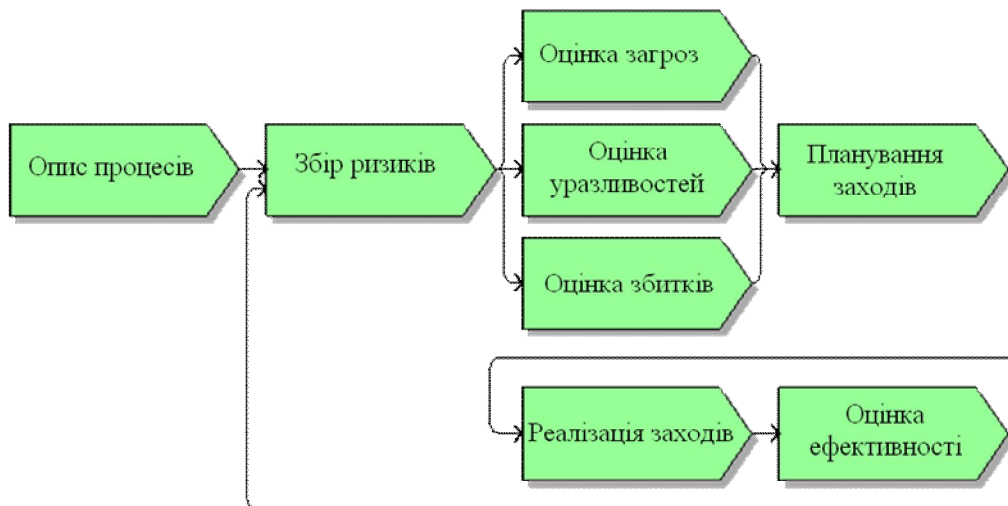 Опис процесів
Збір ризиків
Оцінка загроз
Оцінка
уразливостей
Оцінка збитків
Планування
заходів
Реалізація заходів
Оцінка
ефективності